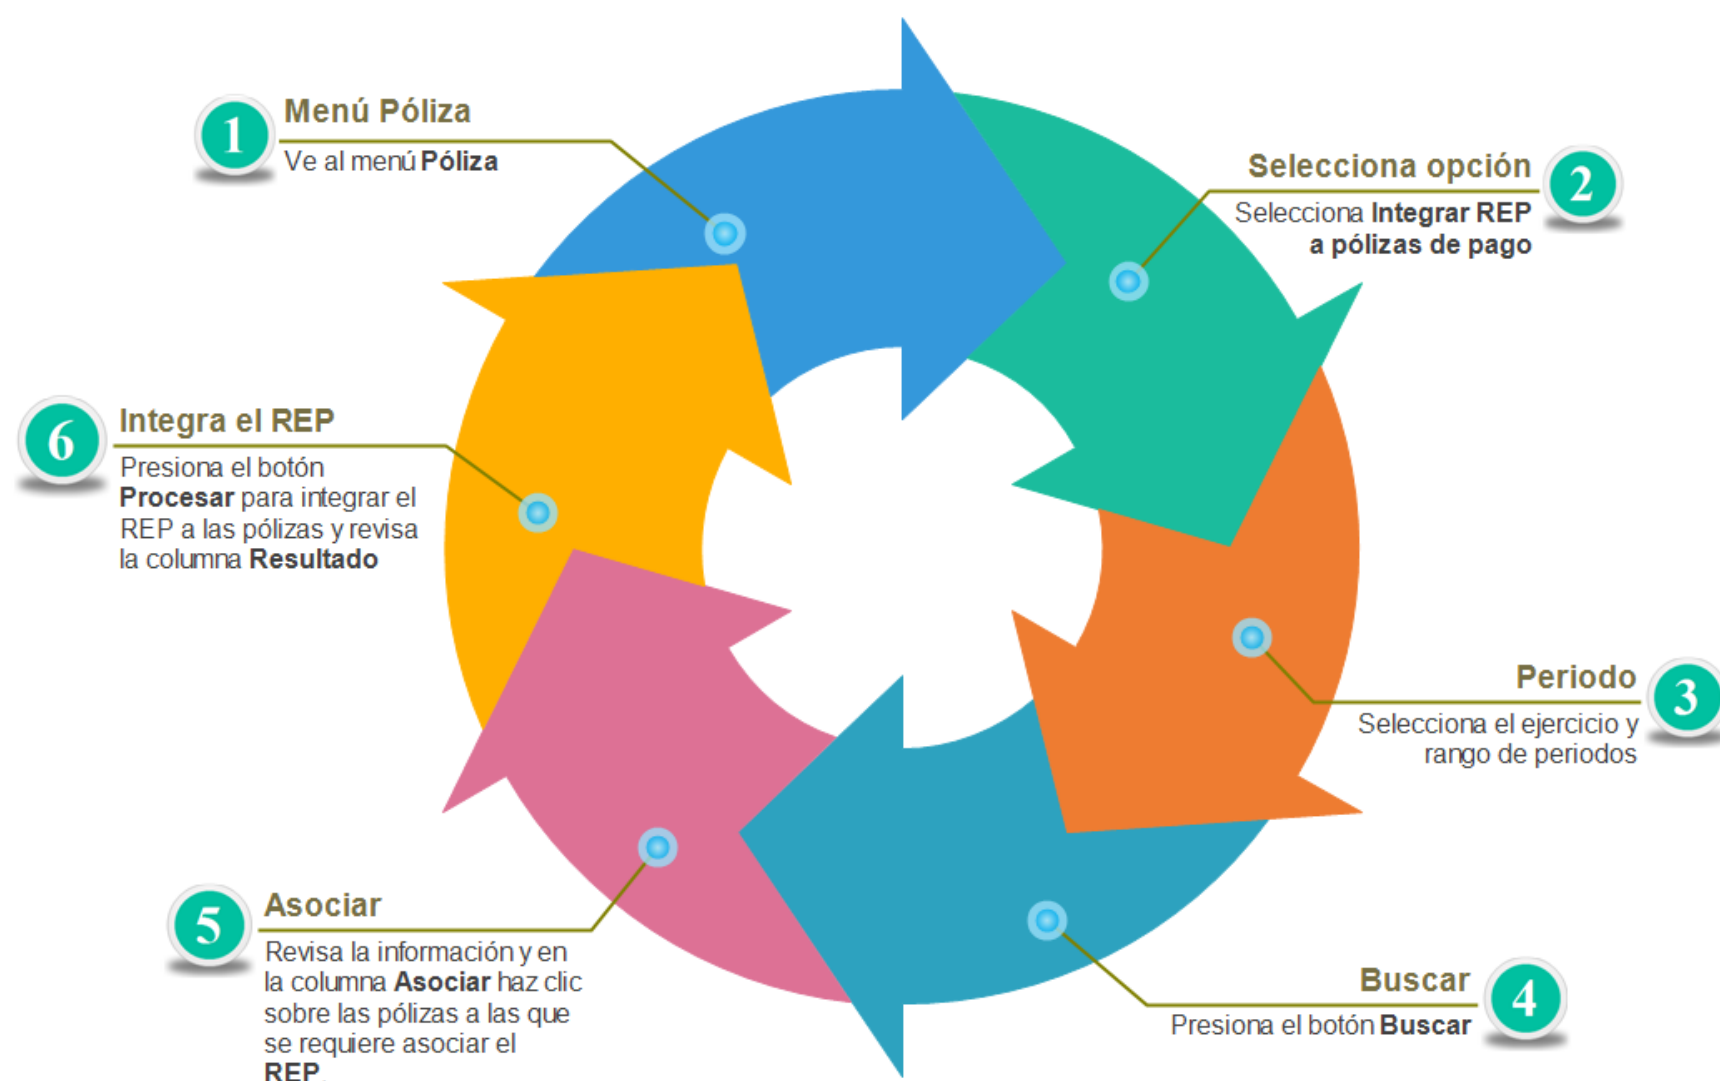 1
Menú Póliza
Ve al menú Póliza
2
Selecciona opción
Selecciona Integrar REP
a pólizas de pago
3
Periodo
Selecciona el ejercicio y
rango de periodos
4
Buscar
Presiona el botón Buscar
5
Asociar
Revisa la información y en
la columna Asociar haz clic
sobre las pólizas a las que
se requiere asociar el
REP.
6
Integra el REP
Presiona el botón
Procesar para integrar el
REP a las pólizas y revisa
la columna Resultado